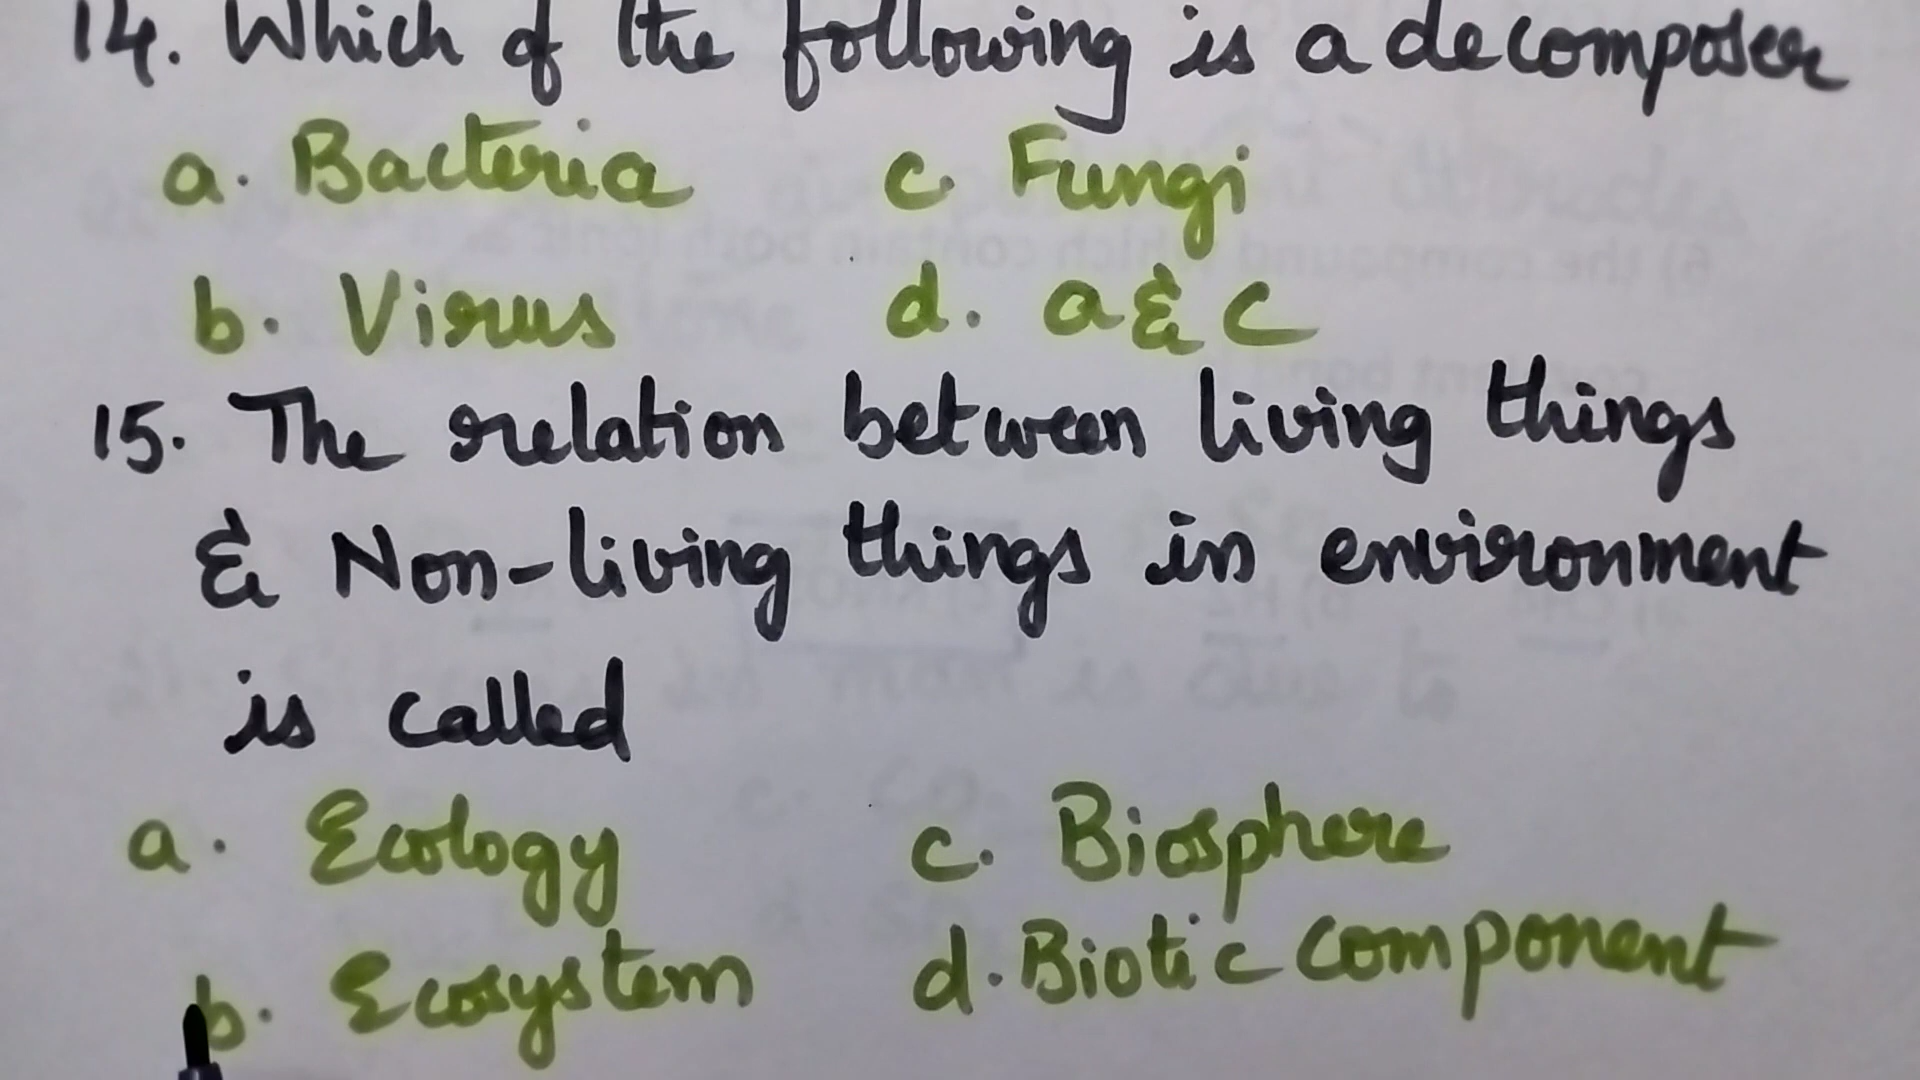 14. Which of the following is a decomposer
a. Bacteria c. Fungi
b. Virus d. a & c
15. The relation between living things
& Non-living things in environment
is called
a. Ecology c. Biosphere
b. Ecosystem d. Biotic component